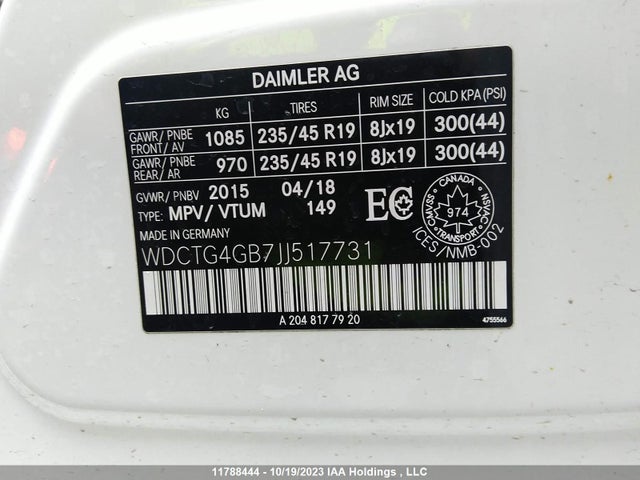 DAIMLER AG
KG TIRES RIM SIZE COLD KPA (PSI)
GAWR/ PNBE FRONT/ AV 1085 235/45 R19 8Jx19 300(44)
GAWR/ PNBE REAR/ AR 970 235/45 R19 8Jx19 300(44)
GVWR/ PNBV 2015 04/18
TYPE: MPV/ VTUM 149
EC
CANADA CMVSS 974 NSVAC TRANSPORT
ICES/NMB-002
MADE IN GERMANY
WDCTG4GB7JJ517731
A 204 817 79 20
4755566
11788444 - 10/19/2023 IAA Holdings , LLC